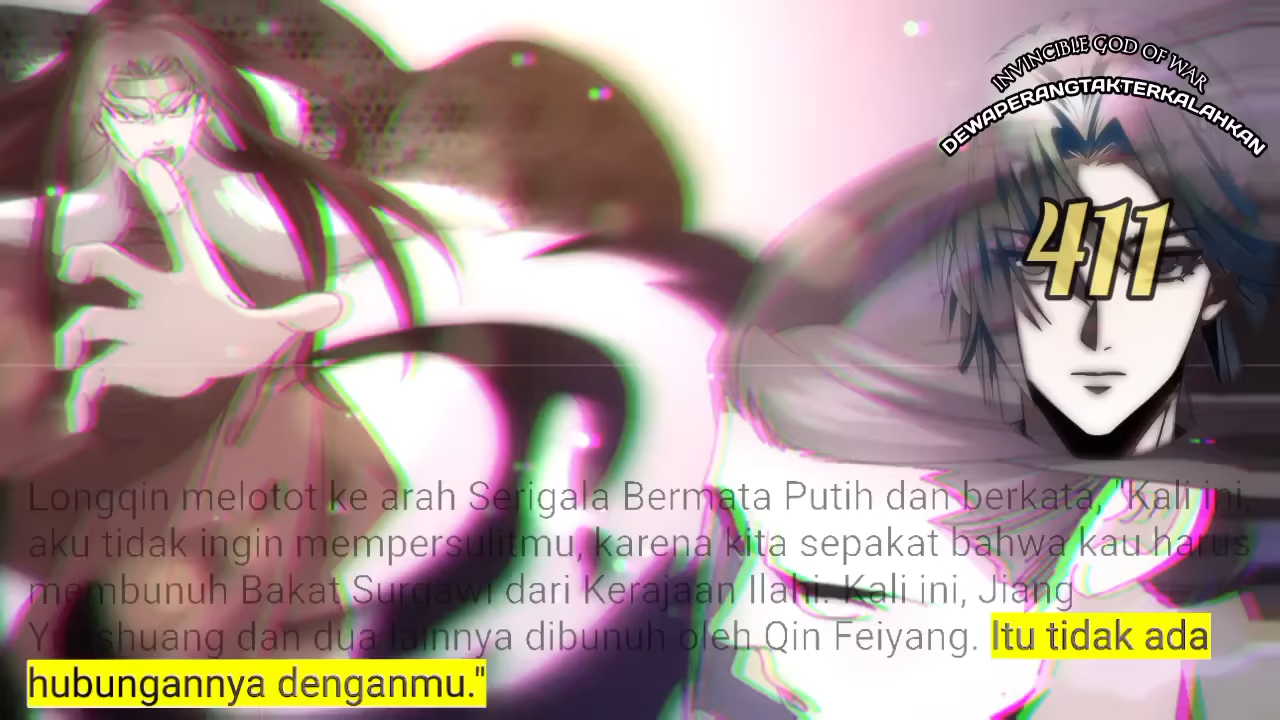 INVINCIBLE GOD OF WAR
DEWAPERANGTAKTERKALAHKAN
411
Longqin melotot ke arah Serigala Bermata Putih dan berkata, "Kali ini,
aku tidak ingin mempersulitmu, karena kita sepakat bahwa kau harus
membunuh Bakat Surgawi dari Kerajaan Ilahi. Kali ini, Jiang
dan dua lainnya dibunuh oleh Qin Feiyang. Itu tidak ada
hubungannya denganmu."